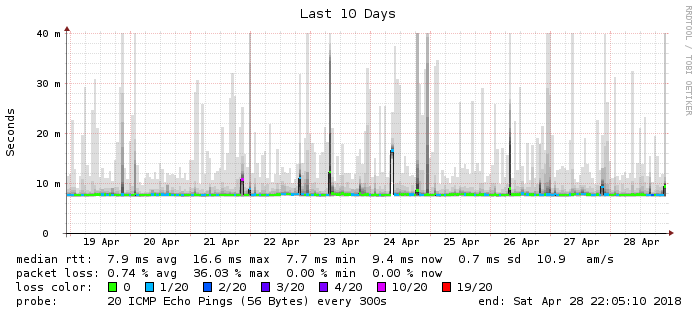 Last 10 Days
RRDTOOL / TOBI OETIKER
Seconds
40 m
30 m
20 m
10 m
0
19 Apr 20 Apr 21 Apr 22 Apr 23 Apr 24 Apr 25 Apr 26 Apr 27 Apr 28 Apr
median rtt: 7.9 ms avg 16.6 ms max 7.7 ms min 9.4 ms now 0.7 ms sd 10.9 am/s
packet loss: 0.74 % avg 36.03 % max 0.00 % min 0.00 % now
loss color: 0 1/20 2/20 3/20 4/20 10/20 19/20
probe: 20 ICMP Echo Pings (56 Bytes) every 300s end: Sat Apr 28 22:05:10 2018